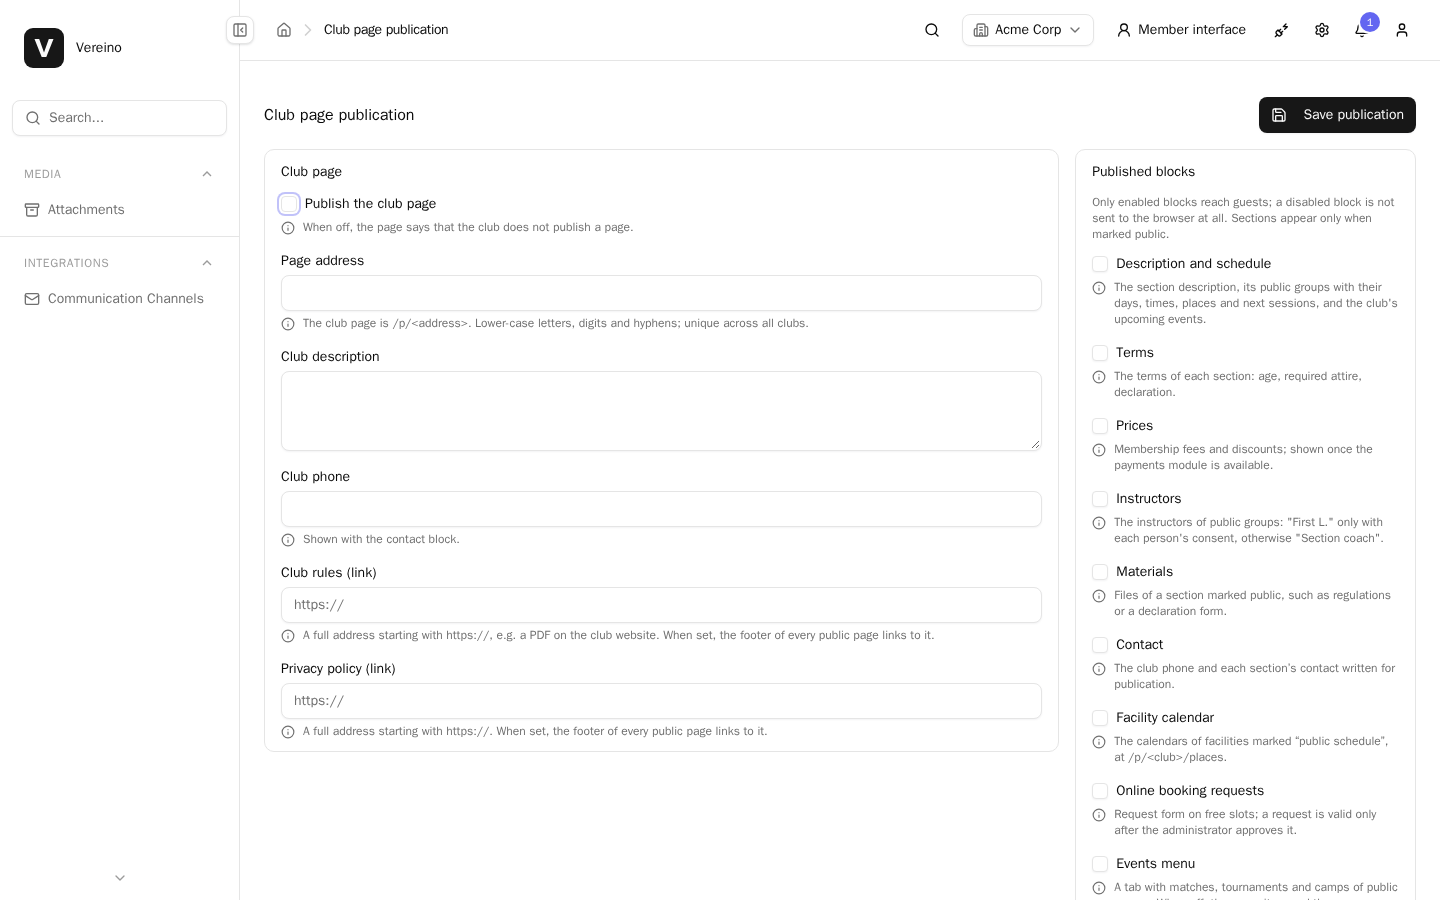 Vereino
Search...
MEDIA
Attachments
INTEGRATIONS
Communication Channels
Club page publication
Acme Corp
Member interface
1
Club page publication
Save publication
Club page
Publish the club page
When off, the page says that the club does not publish a page.
Page address
The club page is /p/<address>. Lower-case letters, digits and hyphens; unique across all clubs.
Club description
Club phone
Shown with the contact block.
Club rules (link)
https://
A full address starting with https://, e.g. a PDF on the club website. When set, the footer of every public page links to it.
Privacy policy (link)
https://
A full address starting with https://. When set, the footer of every public page links to it.
Published blocks
Only enabled blocks reach guests; a disabled block is not
sent to the browser at all. Sections appear only when
marked public.
Description and schedule
The section description, its public groups with their
days, times, places and next sessions, and the club's
upcoming events.
Terms
The terms of each section: age, required attire,
declaration.
Prices
Membership fees and discounts; shown once the
payments module is available.
Instructors
The instructors of public groups: "First L." only with
each person's consent, otherwise "Section coach".
Materials
Files of a section marked public, such as regulations
or a declaration form.
Contact
The club phone and each section's contact written for
publication.
Facility calendar
The calendars of facilities marked “public schedule”,
at /p/<club>/places.
Online booking requests
Request form on free slots; a request is valid only
after the administrator approves it.
Events menu
A tab with matches, tournaments and camps of public